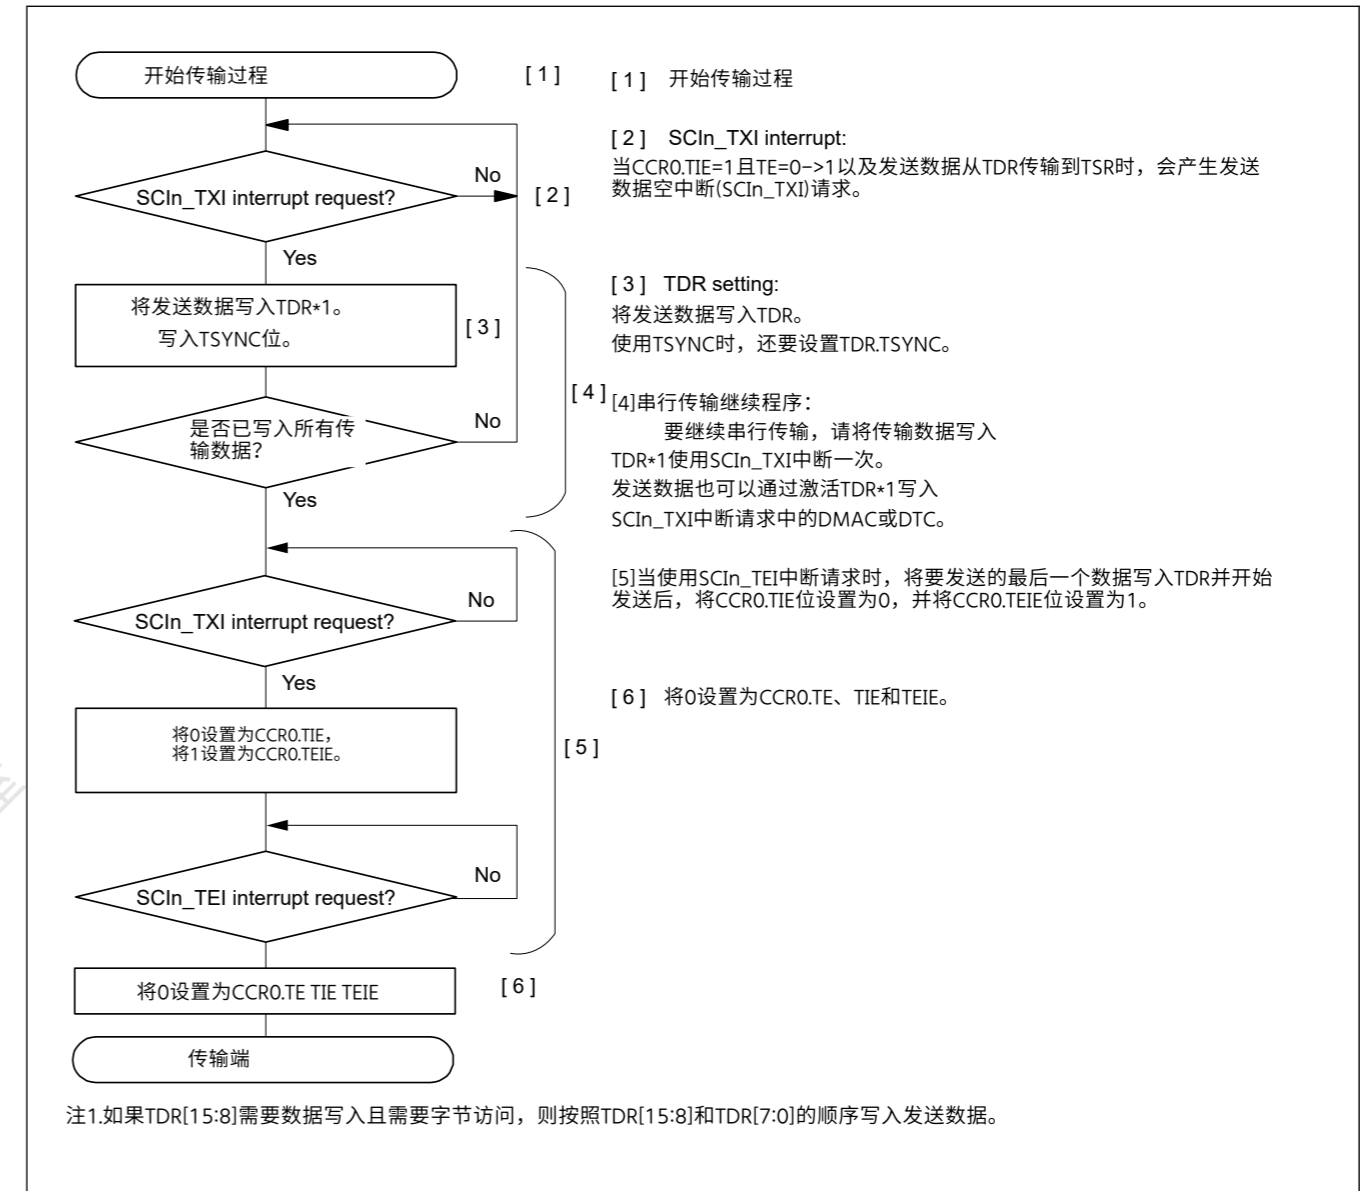 开始传输过程
[ 1 ]
SCIn_TXI interrupt request?
No
[ 2 ]
Yes
将发送数据写入TDR*1。
写入TSYNC位。
[ 3 ]
是否已写入所有传
输数据？
No
[ 4 ]
Yes
SCIn_TXI interrupt request?
No
Yes
将0设置为CCR0.TIE，
将1设置为CCR0.TEIE。
[ 5 ]
SCIn_TEI interrupt request?
No
将0设置为CCR0.TE TIE TEIE
[ 6 ]
传输端
[ 1 ] 开始传输过程
[ 2 ] SCIn_TXI interrupt:
当CCR0.TIE=1且TE=0−>1以及发送数据从TDR传输到TSR时，会产生发送
数据空中断(SCIn_TXI)请求。
[ 3 ] TDR setting:
将发送数据写入TDR。
使用TSYNC时，还要设置TDR.TSYNC。
[4]串行传输继续程序：
要继续串行传输，请将传输数据写入
TDR*1使用SCIn_TXI中断一次。
发送数据也可以通过激活TDR*1写入
SCIn_TXI中断请求中的DMAC或DTC。
[5]当使用SCIn_TEI中断请求时，将要发送的最后一个数据写入TDR并开始
发送后，将CCR0.TIE位设置为0，并将CCR0.TEIE位设置为1。
[ 6 ] 将0设置为CCR0.TE、TIE和TEIE。
注1.如果TDR[15:8]需要数据写入且需要字节访问，则按照TDR[15:8]和TDR[7:0]的顺序写入发送数据。